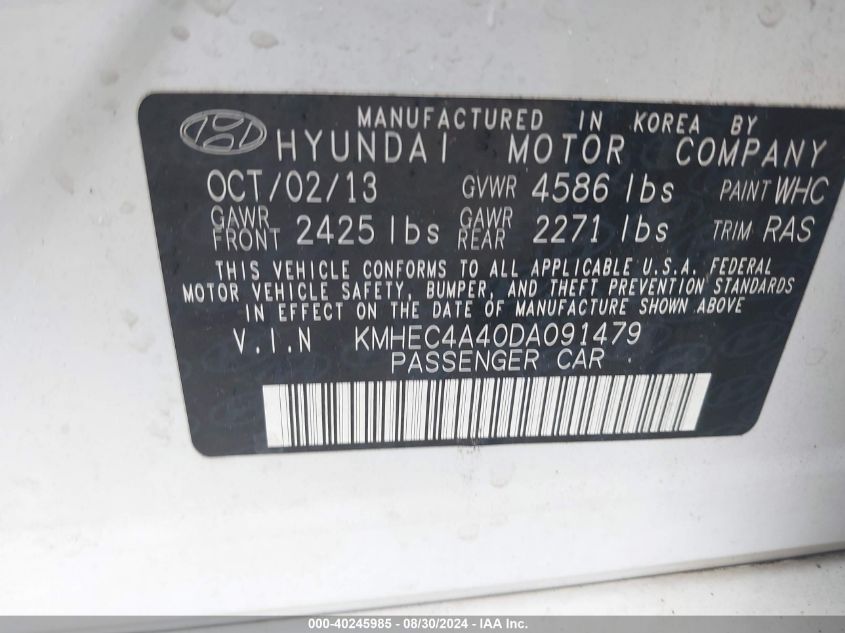 MANUFACTURED IN KOREA BY
HYUNDAI MOTOR COMPANY
OCT/02/13 GVWR 4586 lbs PAINT WHC
GAWR FRONT 2425 lbs GAWR REAR 2271 lbs TRIM RAS
THIS VEHICLE CONFORMS TO ALL APPLICABLE U.S.A. FEDERAL
MOTOR VEHICLE SAFETY, BUMPER, AND THEFT PREVENTION STANDARDS
IN EFFECT ON THE DATE OF MANUFACTURE SHOWN ABOVE
V.I.N KMHEC4A40DA091479
PASSENGER CAR
000-40245985 - 08/30/2024 - IAA Inc.